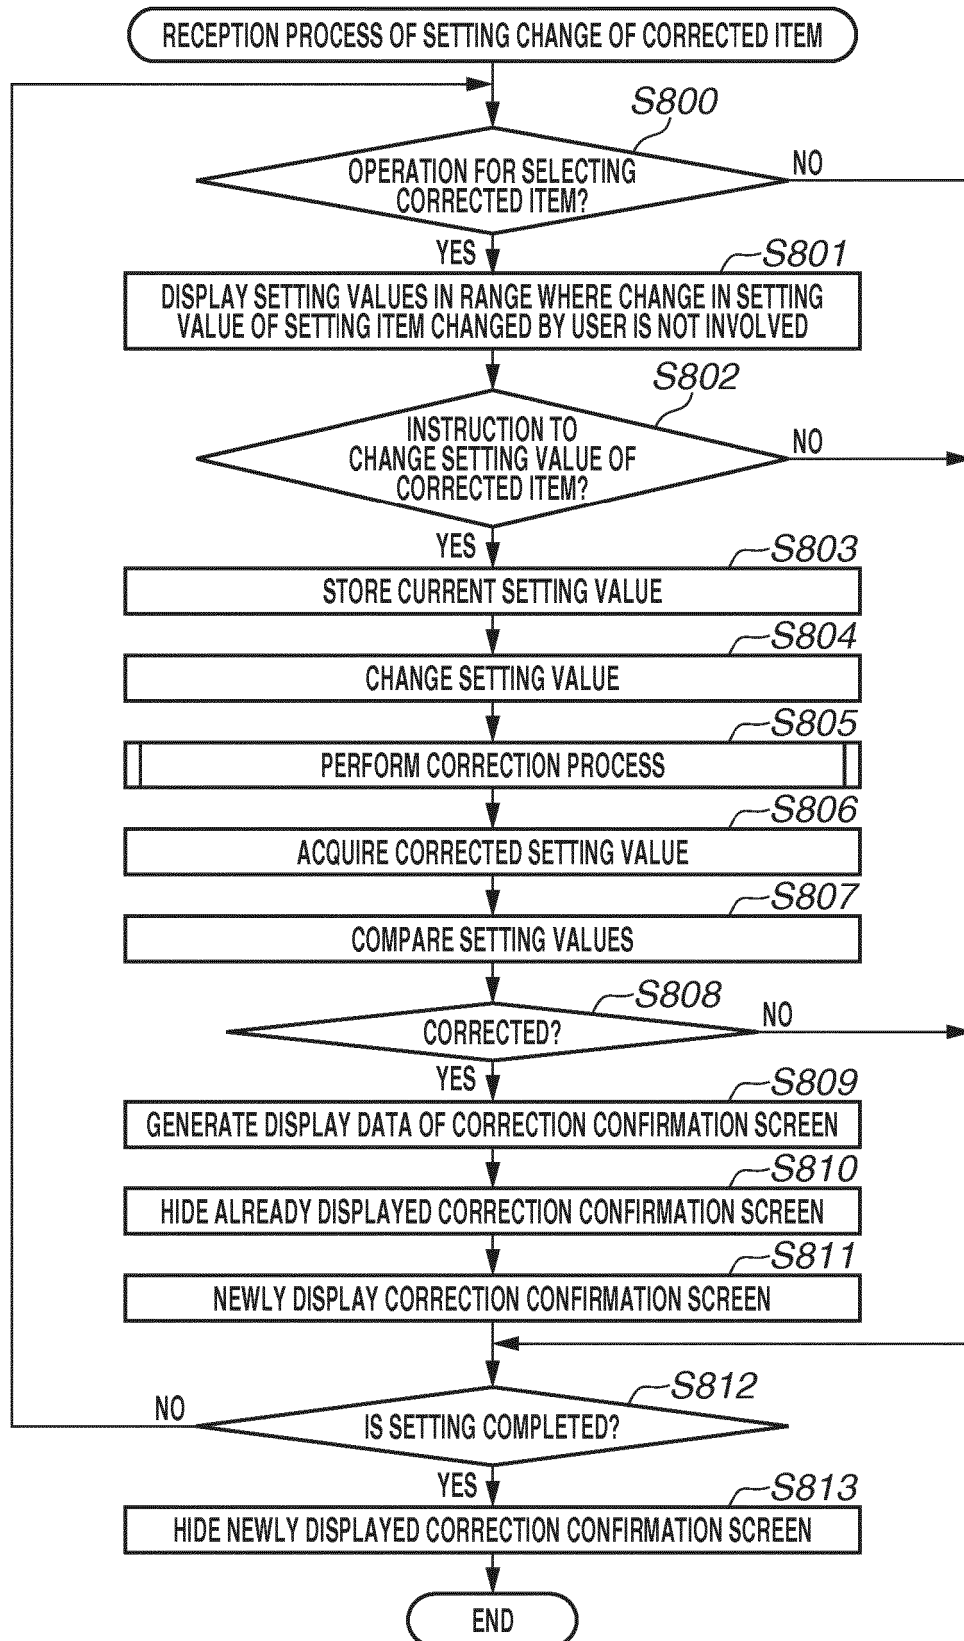 RECEPTION PROCESS OF SETTING CHANGE OF CORRECTED ITEM
S800
OPERATION FOR SELECTING
CORRECTED ITEM?
NO
YES
S801
DISPLAY SETTING VALUES IN RANGE WHERE CHANGE IN SETTING
VALUE OF SETTING ITEM CHANGED BY USER IS NOT INVOLVED
S802
INSTRUCTION TO
CHANGE SETTING VALUE OF
CORRECTED ITEM?
NO
YES
S803
STORE CURRENT SETTING VALUE
S804
CHANGE SETTING VALUE
S805
PERFORM CORRECTION PROCESS
S806
ACQUIRE CORRECTED SETTING VALUE
S807
COMPARE SETTING VALUES
S808
CORRECTED?
NO
YES
S809
GENERATE DISPLAY DATA OF CORRECTION CONFIRMATION SCREEN
S810
HIDE ALREADY DISPLAYED CORRECTION CONFIRMATION SCREEN
S811
NEWLY DISPLAY CORRECTION CONFIRMATION SCREEN
S812
NO
IS SETTING COMPLETED?
YES
S813
HIDE NEWLY DISPLAYED CORRECTION CONFIRMATION SCREEN
END